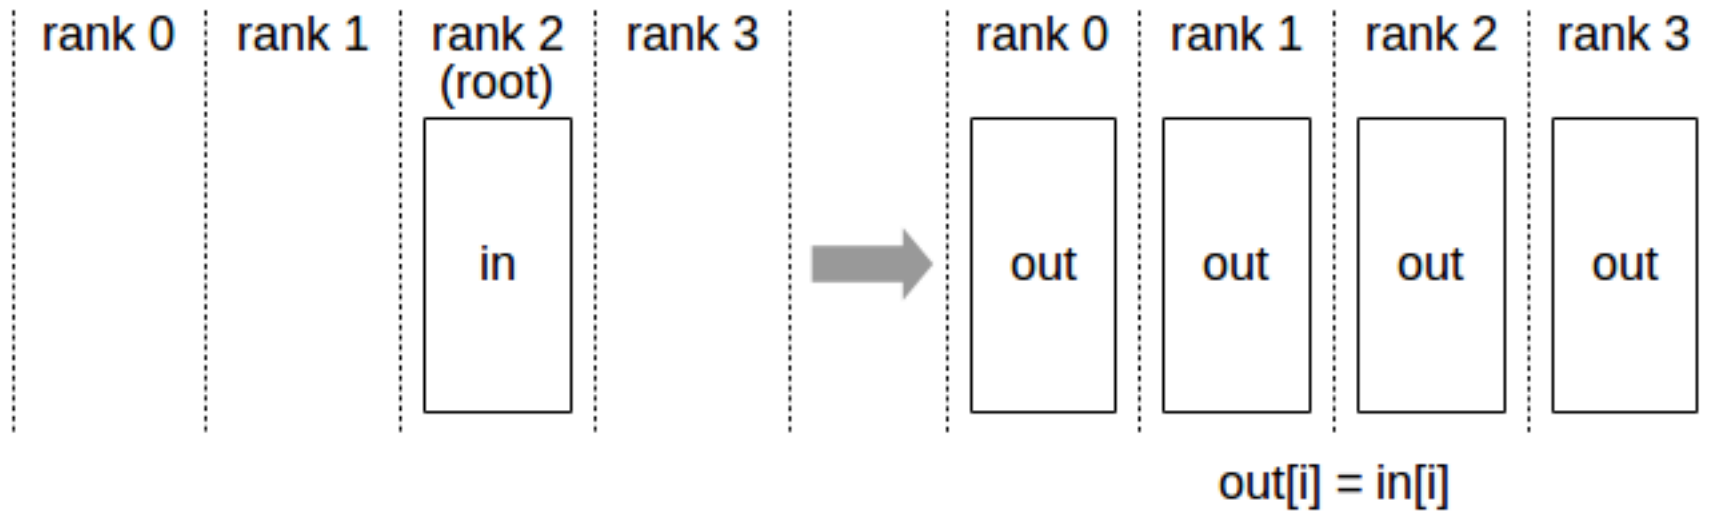 rank 0 rank 1 rank 2 rank 3 rank 0 rank 1 rank 2 rank 3
(root)
in out out out out
out[i] = in[i]